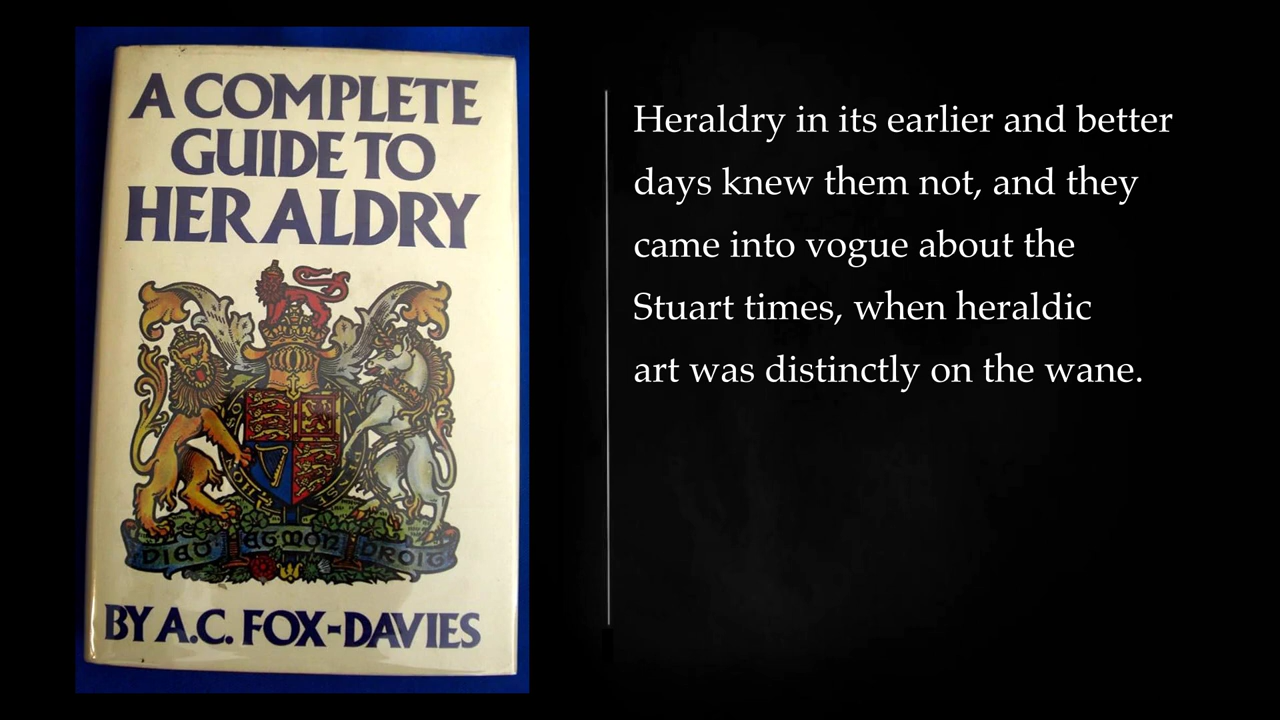 A COMPLETE
GUIDE TO
HERALDRY
DIEU ET MON DROIT
BY A.C. FOX-DAVIES
Heraldry in its earlier and better
days knew them not, and they
came into vogue about the
Stuart times, when heraldic
art was distinctly on the wane.